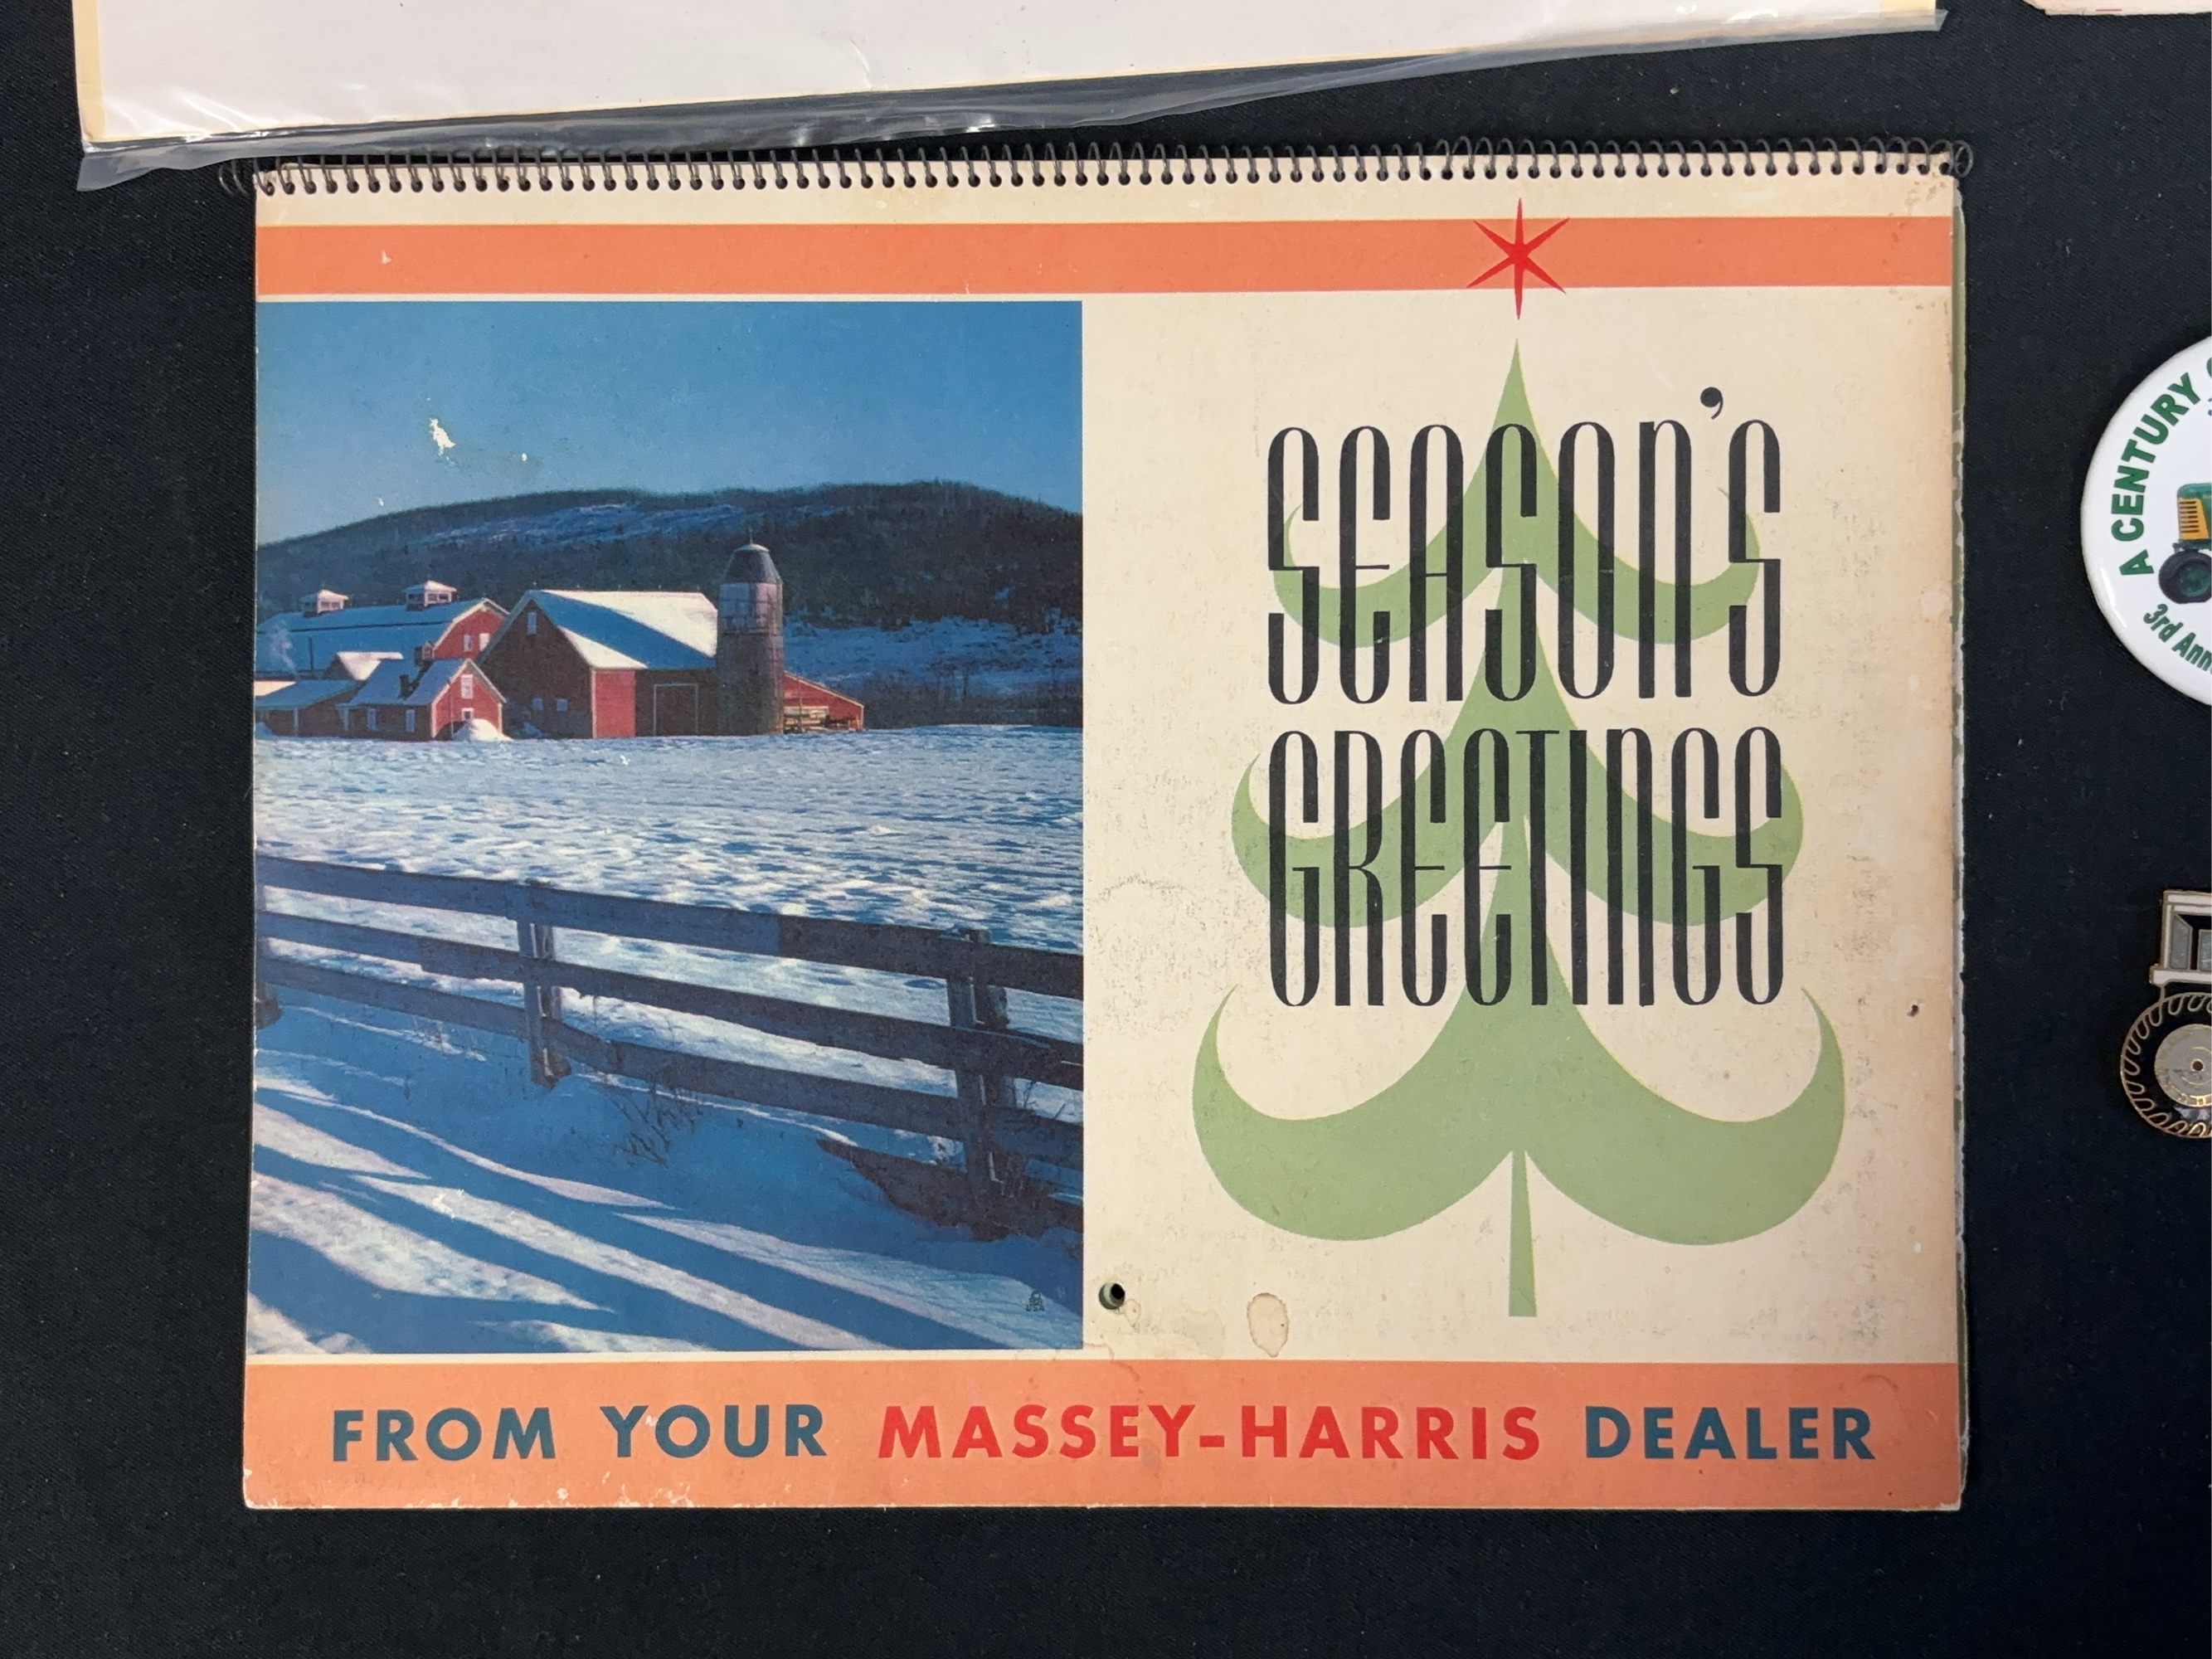 SEASON'S
GREETINGS
FROM YOUR MASSEY-HARRIS DEALER
A CENTURY
3rd Ann